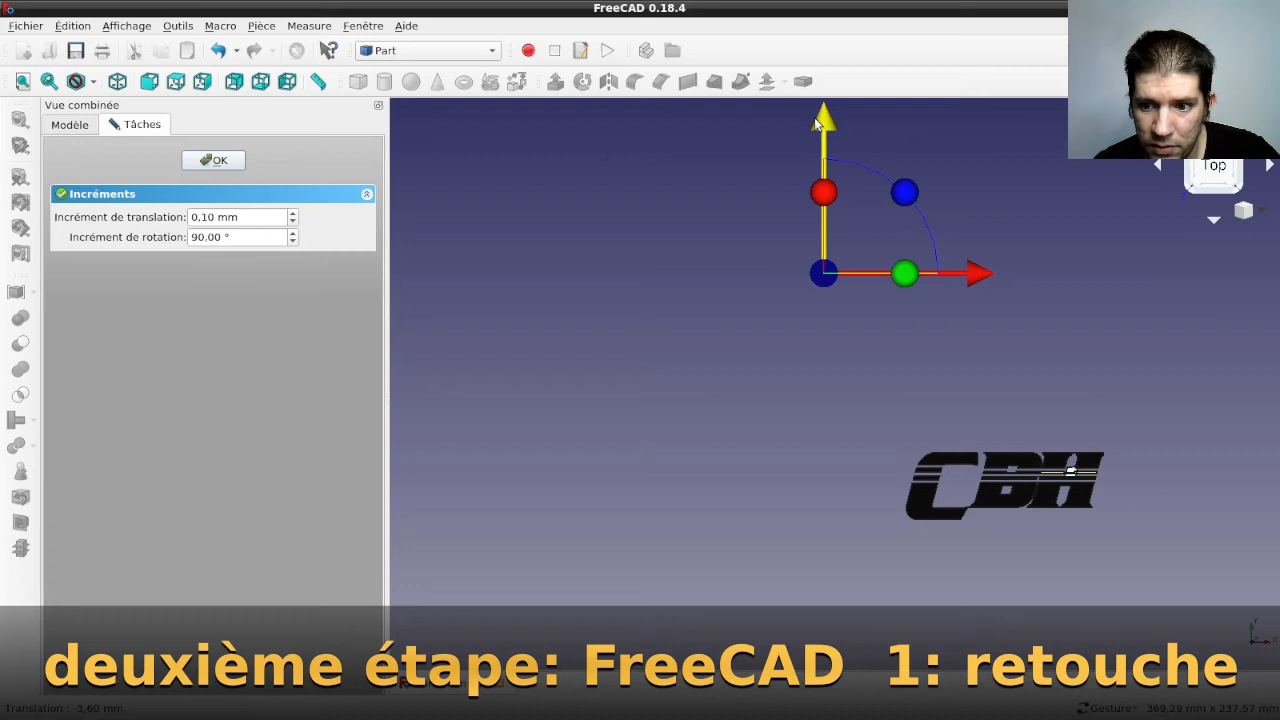 FreeCAD 0.18.4
Fichier Édition Affichage Outils Macro Pièce Measure Fenêtre Aide
Part
Vue combinée
Modèle Tâches
OK
Incréments
Incrément de translation: 0,10 mm
Incrément de rotation: 90,00 °
Top
CBH
deuxième étape: FreeCAD 1: retouche
Translation : -3,60 mm
Gesture 369.29 mm x 237.57 mm